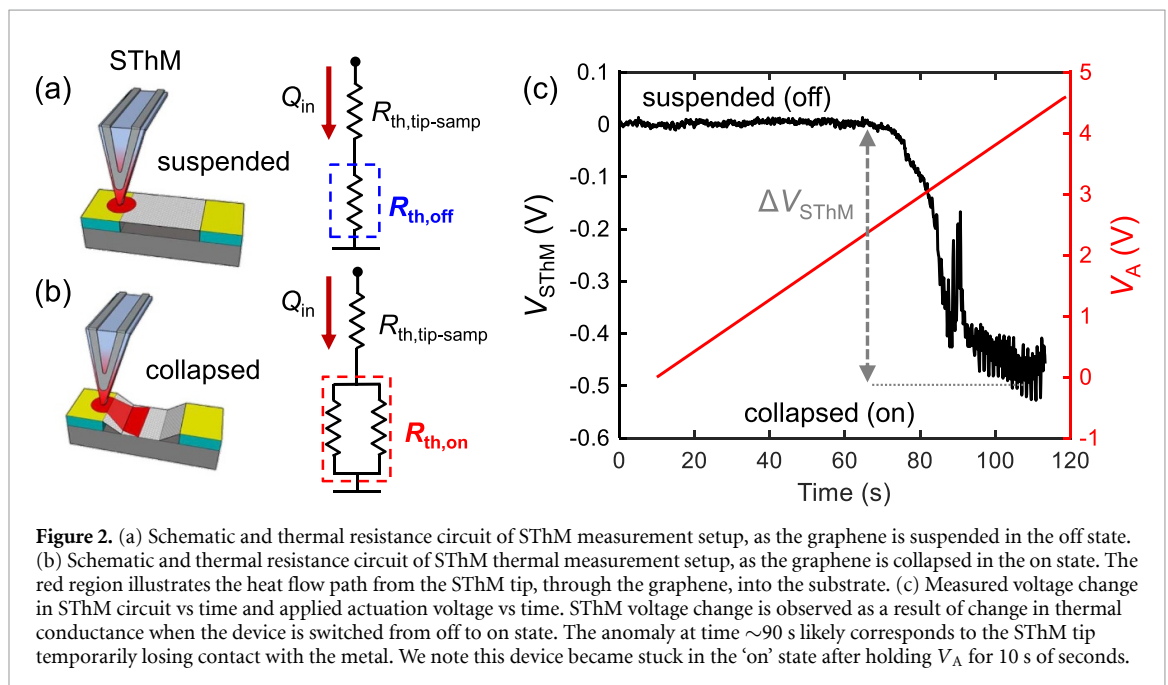 (a)
SThM
suspended
Q_in
R_th,tip-samp
R_th,off
(b)
collapsed
Q_in
R_th,tip-samp
R_th,on
(c)
0.1
0
-0.1
-0.2
-0.3
-0.4
-0.5
-0.6
V_SThM (V)
suspended (off)
ΔV_SThM
collapsed (on)
5
4
3
2
1
0
-1
V_A (V)
0 20 40 60 80 100 120
Time (s)
Figure 2. (a) Schematic and thermal resistance circuit of SThM measurement setup, as the graphene is suspended in the off state.
(b) Schematic and thermal resistance circuit of SThM thermal measurement setup, as the graphene is collapsed in the on state. The
red region illustrates the heat flow path from the SThM tip, through the graphene, into the substrate. (c) Measured voltage change
in SThM circuit vs time and applied actuation voltage vs time. SThM voltage change is observed as a result of change in thermal
conductance when the device is switched from off to on state. The anomaly at time ∼90 s likely corresponds to the SThM tip
temporarily losing contact with the metal. We note this device became stuck in the ‘on’ state after holding V_A for 10 s of seconds.